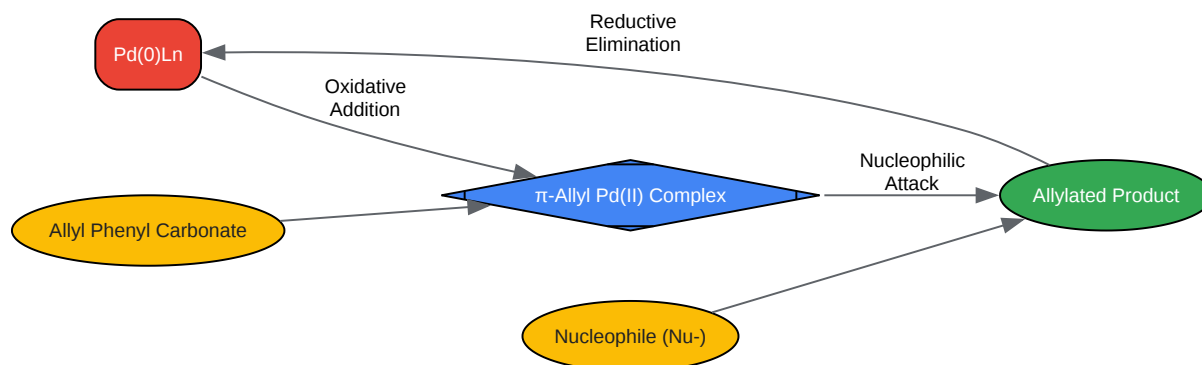 Reductive
Elimination
Pd(0)Ln
Oxidative
Addition
Nucleophilic
Attack
π-Allyl Pd(II) Complex
Allylated Product
Allyl Phenyl Carbonate
Nucleophile (Nu-)